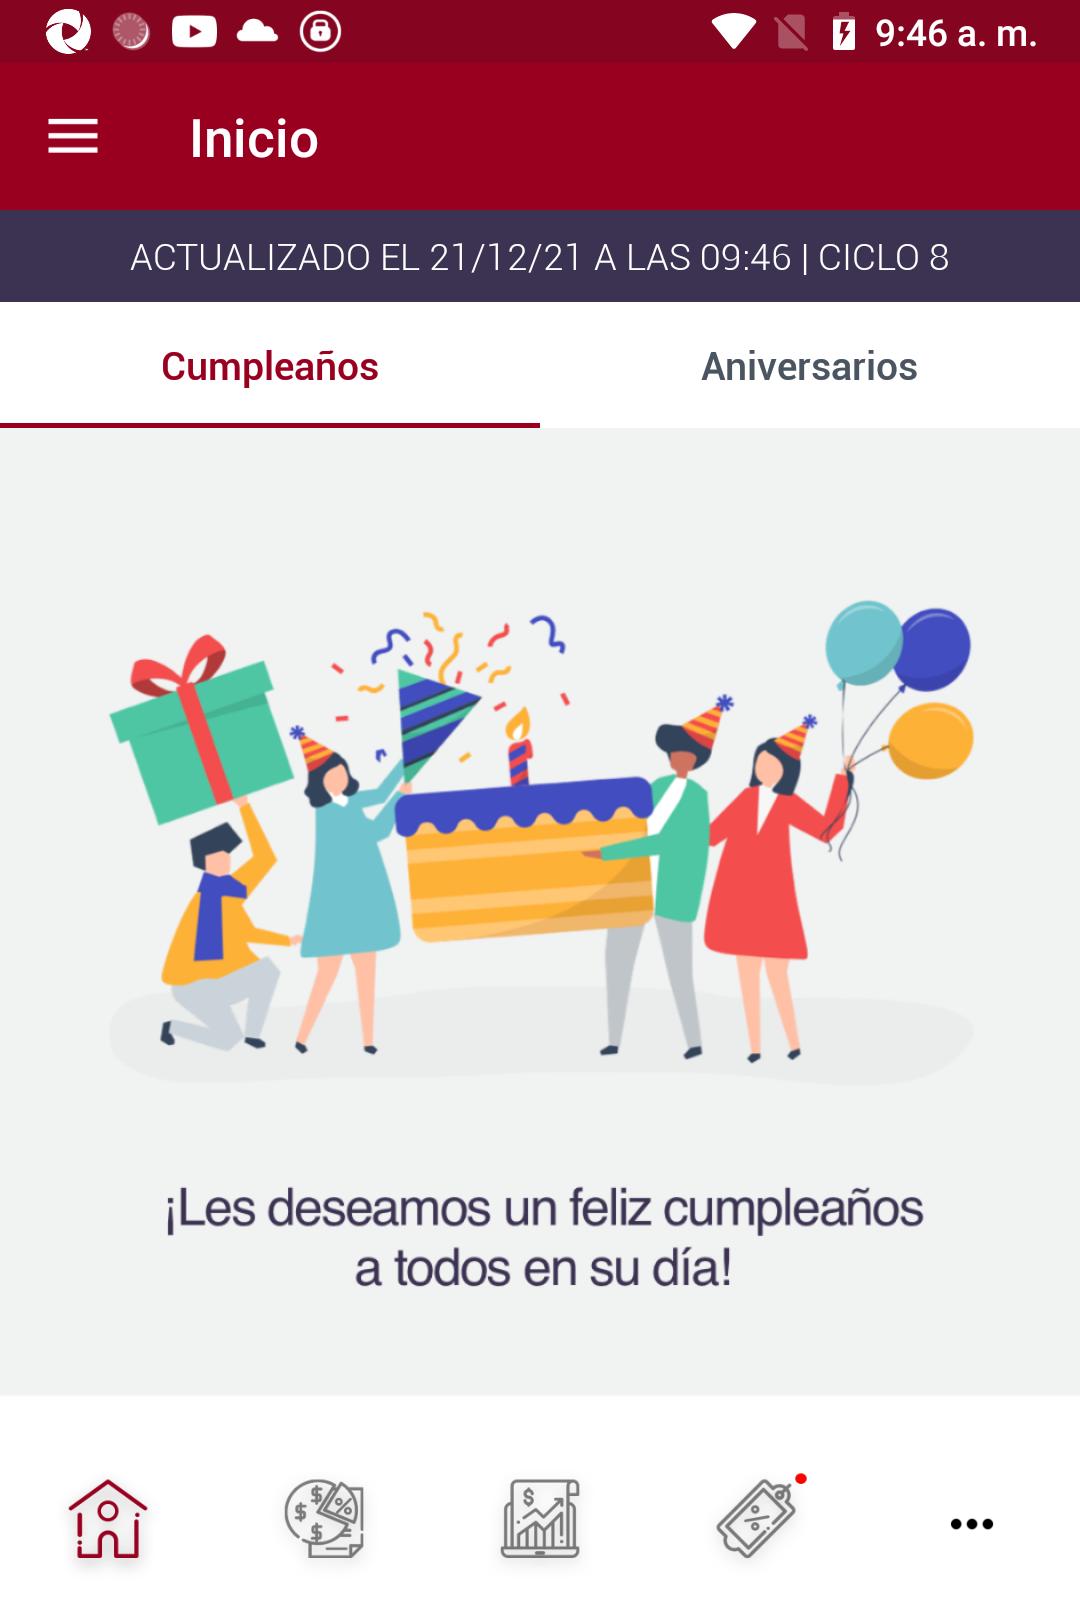 9:46 a. m.
Inicio
ACTUALIZADO EL 21/12/21 A LAS 09:46 | CICLO 8
Cumpleaños
Aniversarios
¡Les deseamos un feliz cumpleaños
a todos en su día!